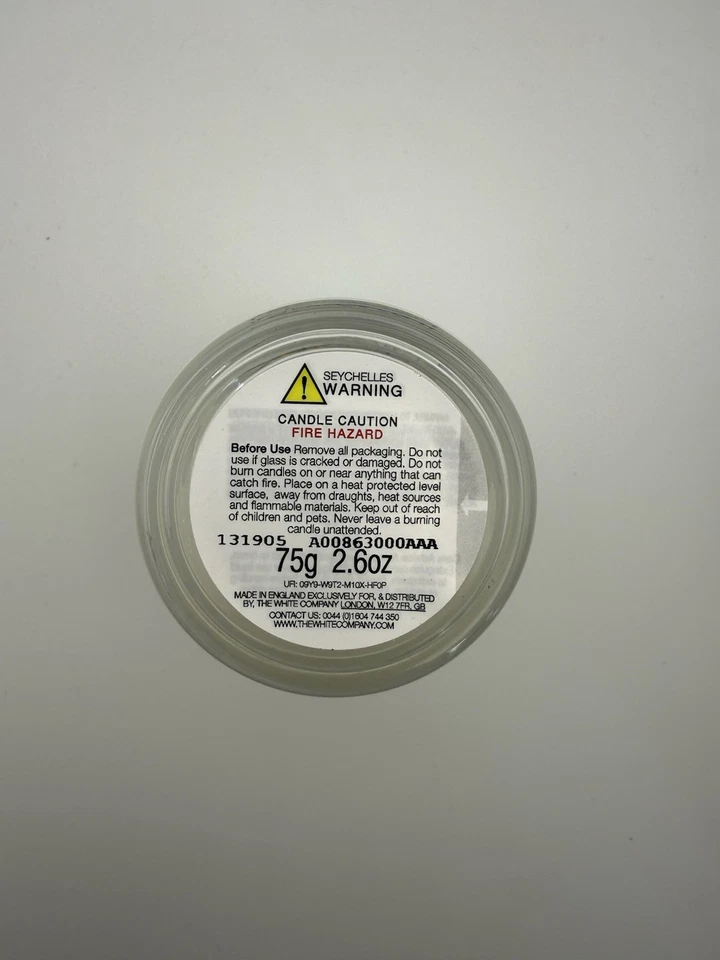 SEYCHELLES
WARNING
CANDLE CAUTION
FIRE HAZARD
Before Use Remove all packaging. Do not
use if glass is cracked or damaged. Do not
burn candles on or near anything that can
catch fire. Place on a heat protected level
surface, away from draughts, heat sources
and flammable materials. Keep out of reach
of children and pets. Never leave a burning
candle unattended.
131905 A00863000AAA
75g 2.6oz
UFI: 09Y9-W9T2-M10X-HF0P
MADE IN ENGLAND EXCLUSIVELY FOR, & DISTRIBUTED
BY, THE WHITE COMPANY LONDON, W12 7FR, GB
CONTACT US: 0044 (0)1604 744 350
WWW.THEWHITECOMPANY.COM